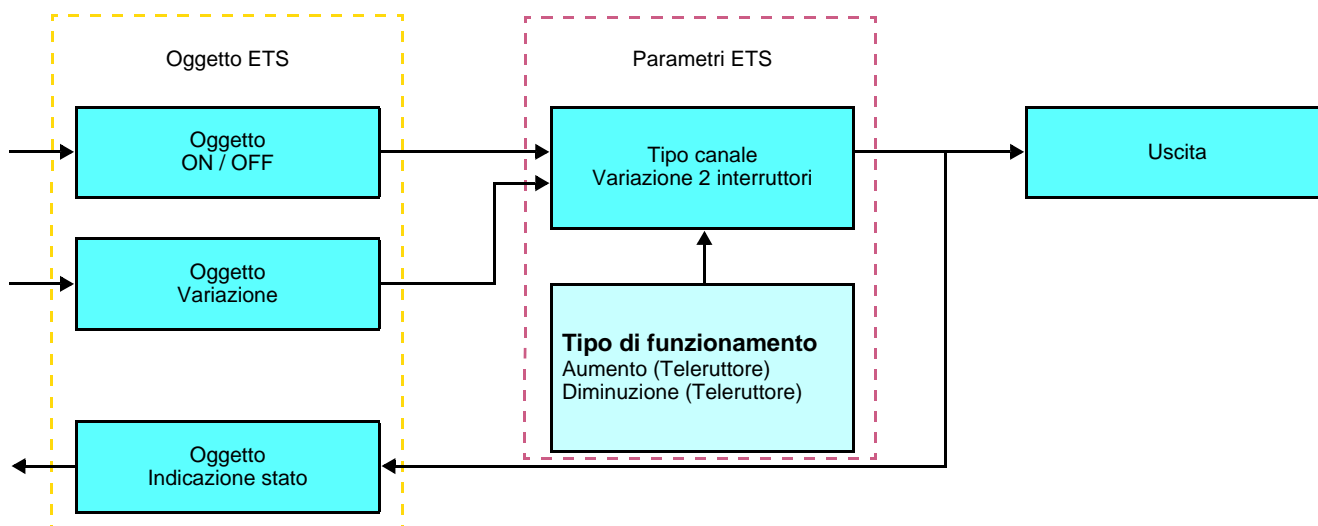 Oggetto ETS
Parametri ETS
Oggetto
ON / OFF
Tipo canale
Variazione 2 interruttori
Uscita
Oggetto
Variazione
Tipo di funzionamento
Aumento (Teleruttore)
Diminuzione (Teleruttore)
Oggetto
Indicazione stato